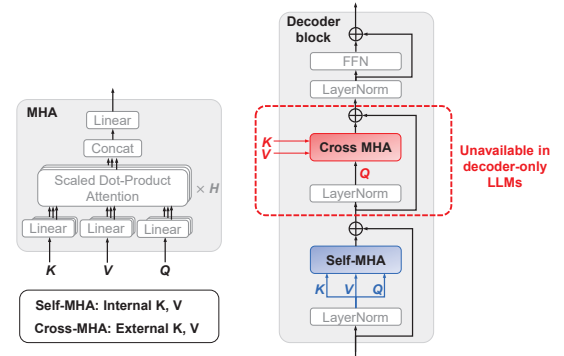 MHA
Linear
Concat
Scaled Dot-Product
Attention
× H
Linear
Linear
Linear
K
V
Q
Self-MHA: Internal K, V
Cross-MHA: External K, V
Decoder
block
FFN
LayerNorm
K
V
Cross MHA
Q
LayerNorm
Unavailable in
decoder-only
LLMs
Self-MHA
K
V
Q
LayerNorm